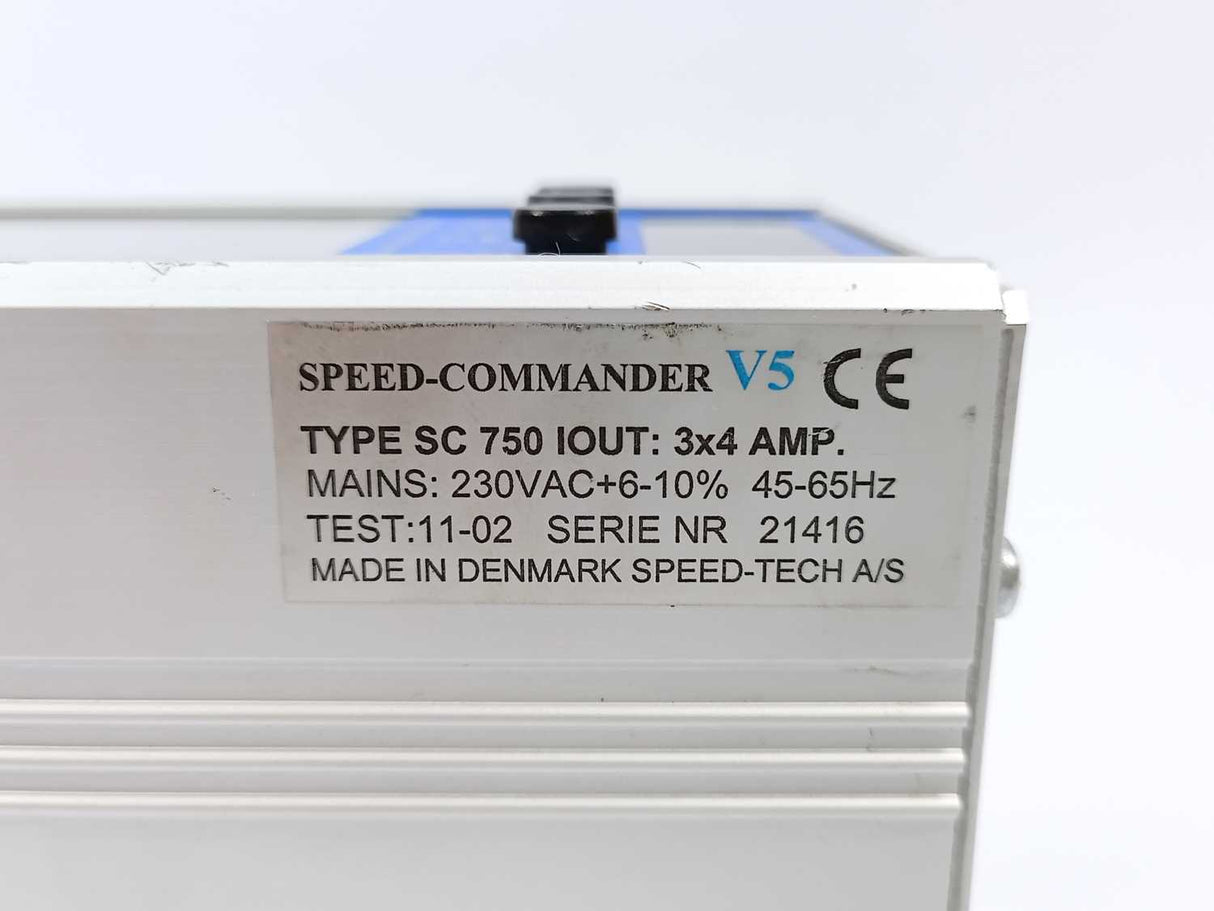 SPEED-COMMANDER V5 CE
TYPE SC 750 IOUT: 3x4 AMP.
MAINS: 230VAC+6-10% 45-65Hz
TEST:11-02 SERIE NR 21416
MADE IN DENMARK SPEED-TECH A/S